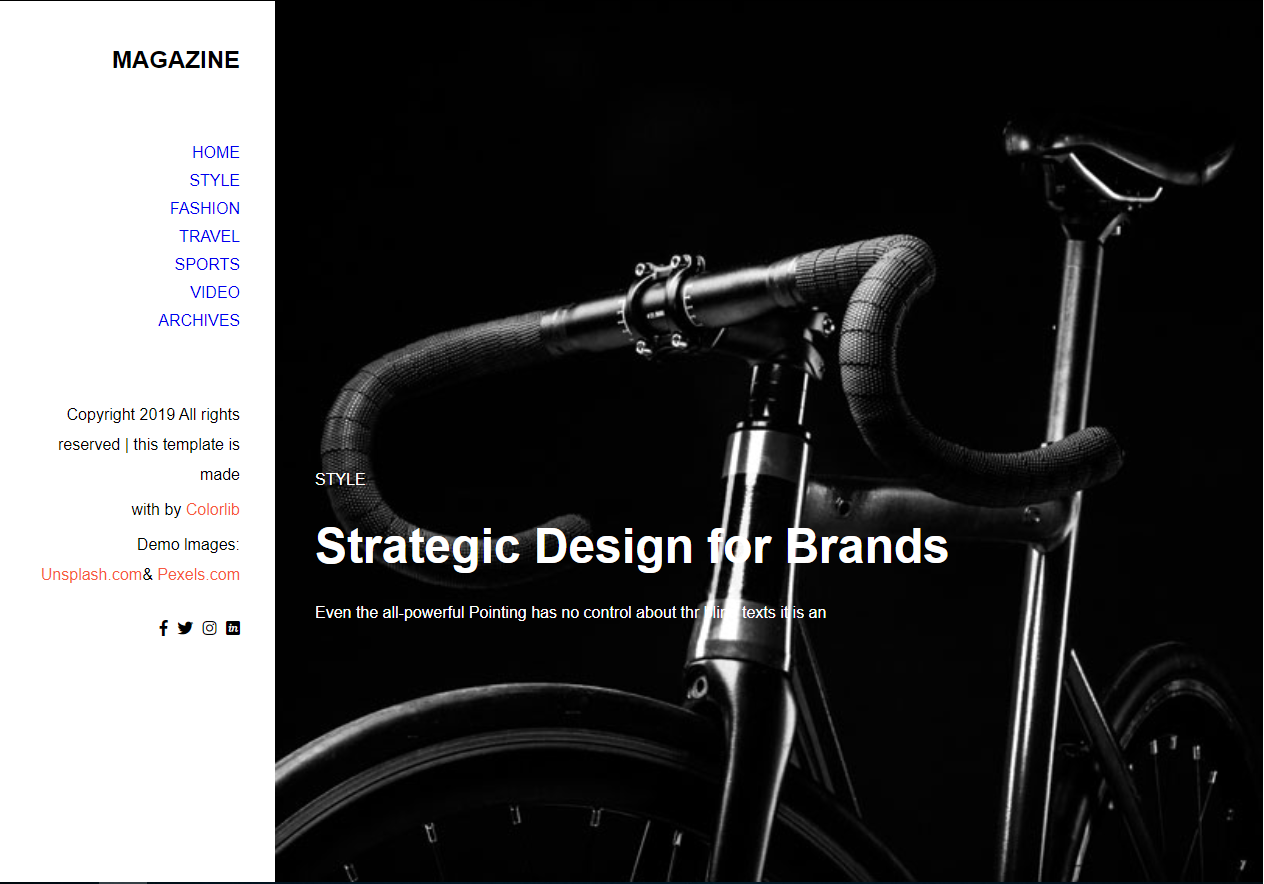 MAGAZINE
HOME
STYLE
FASHION
TRAVEL
SPORTS
VIDEO
ARCHIVES
Copyright 2019 All rights
reserved | this template is
made
with by Colorlib
Demo Images:
Unsplash.com& Pexels.com
STYLE
Strategic Design for Brands
Even the all-powerful Pointing has no control about thr Blind texts it is an